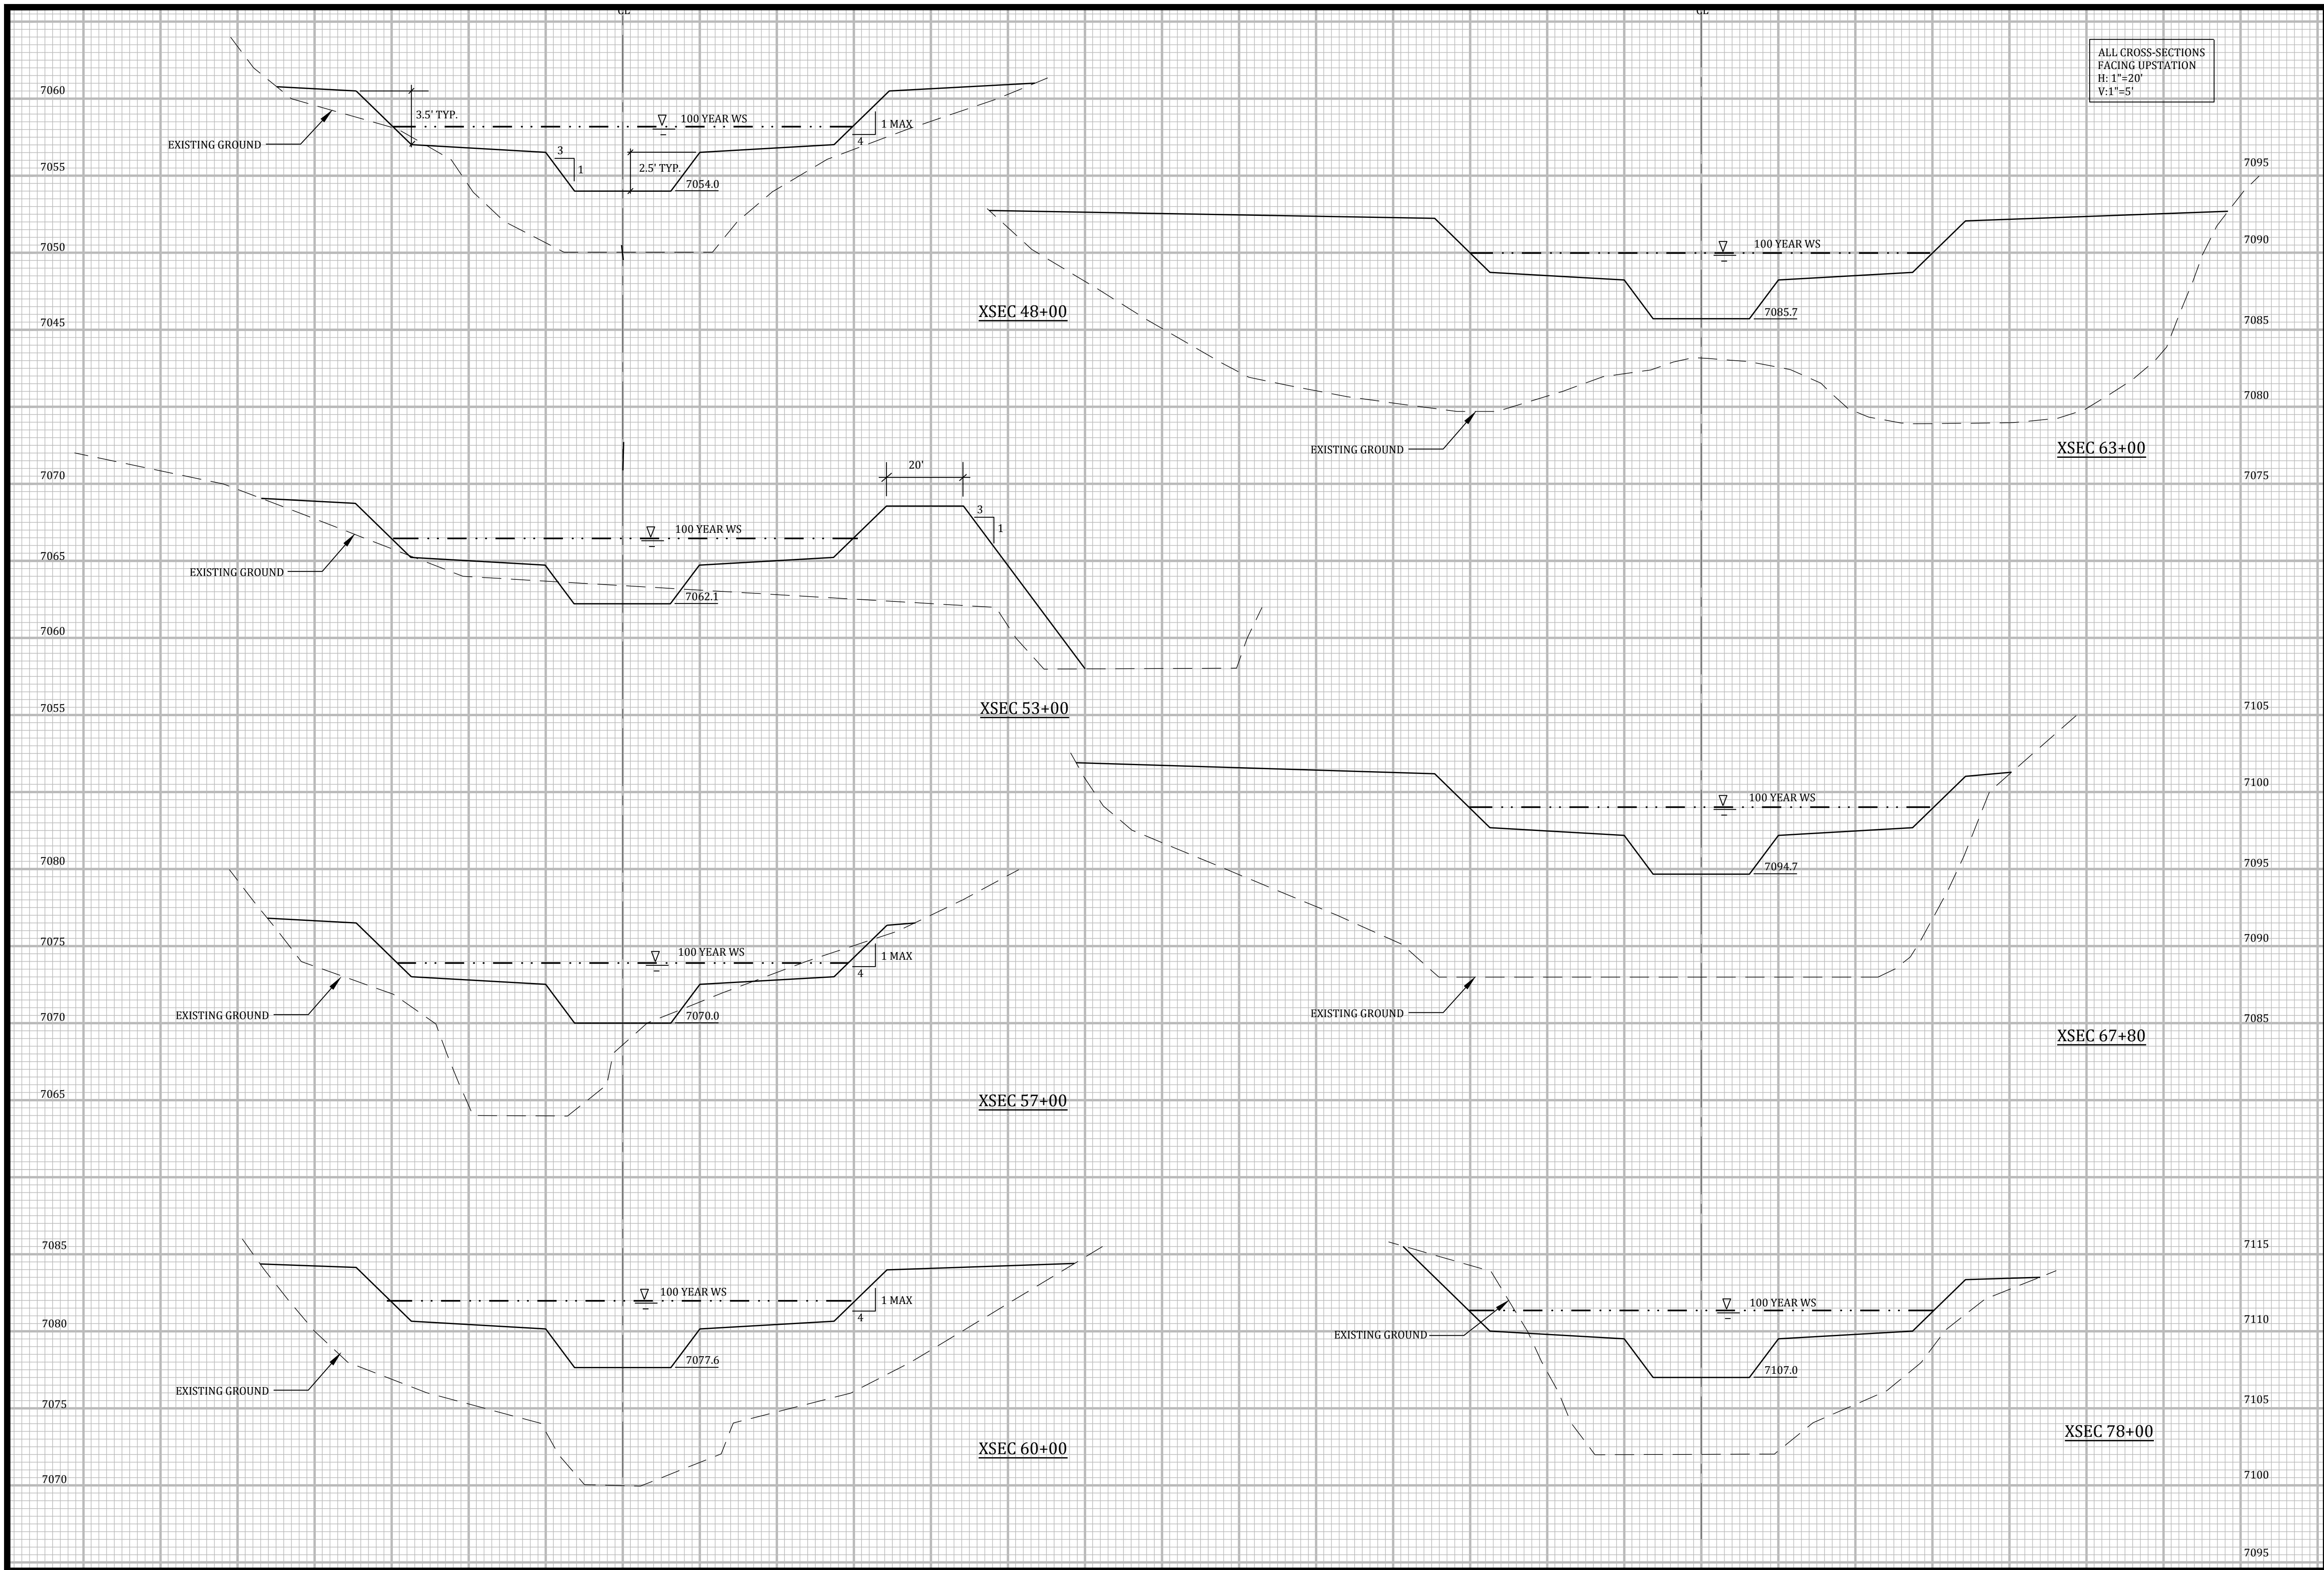 CL
CL
ALL CROSS-SECTIONS
FACING UPSTATION
H: 1"=20'
V:1"=5'
7060
3.5' TYP.
100 YEAR WS
1 MAX
4
EXISTING GROUND
3
1
2.5' TYP.
7054.0
7055
7050
7045
XSEC 48+00
7095
100 YEAR WS
7090
7085.7
7085
7080
EXISTING GROUND
XSEC 63+00
7075
7070
20'
3
1
100 YEAR WS
7065
EXISTING GROUND
7062.1
7060
7055
XSEC 53+00
7105
7100
100 YEAR WS
7094.7
7095
7090
EXISTING GROUND
7085
XSEC 67+80
7080
7075
100 YEAR WS
1 MAX
4
EXISTING GROUND
7070.0
7070
7065
XSEC 57+00
7085
100 YEAR WS
1 MAX
4
7080
7077.6
EXISTING GROUND
7075
XSEC 60+00
7070
7115
100 YEAR WS
7110
EXISTING GROUND
7107.0
7105
XSEC 78+00
7100
7095